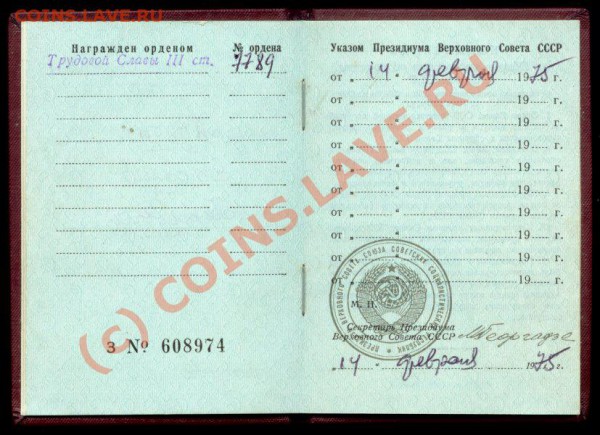 COINS.LAVE.RU
Награжден орденом
№ ордена
Трудовой Славы III ст.
7789
З № 608974
Указом Президиума Верховного Совета СССР
от „ 14 “ февраля 1975 г.
от „ “ 19 г.
от „ “ 19 г.
от „ “ 19 г.
от „ “ 19 г.
от „ “ 19 г.
от „ “ 19 г.
от „ “ 19 г.
от „ “ 19 г.
от „ “ 19 г.
М. П.
Секретарь Президиума
Верховного Совета СССР
М Георгадзе
„ 14 “ февраля 1975 г.
(c) COINS.LAVE.RU